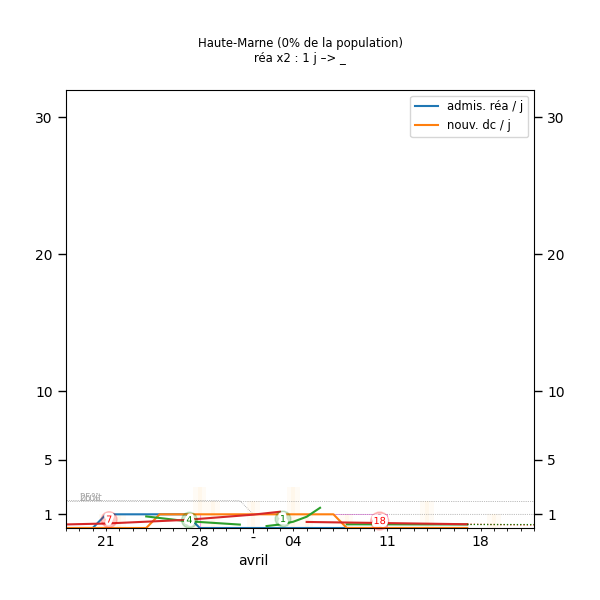 Haute-Marne (0% de la population)
réa x2 : 1 j –> _
admis. réa / j
nouv. dc / j
30 30
20 20
10 10
5 5
1 1
7 4 1 18
21 28 04 11 18
avril